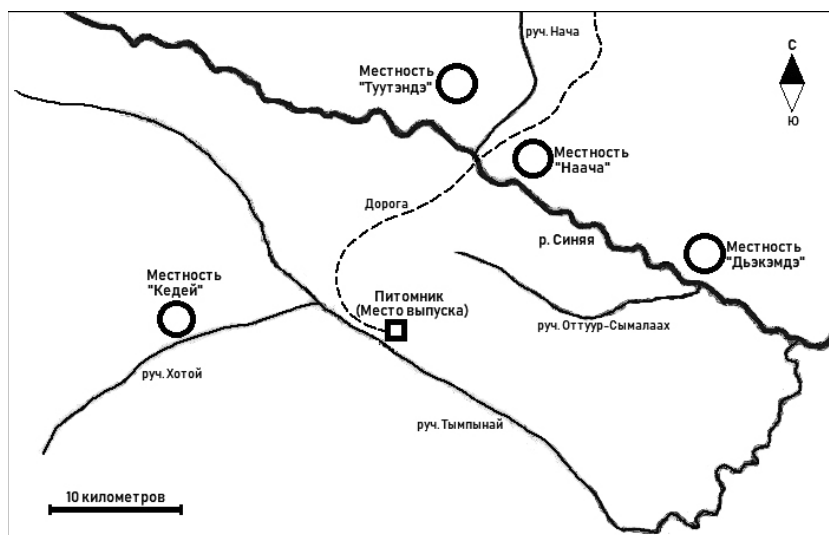 руч. Нача
С
Ю
Местность
"Туутэндэ"
Местность
"Наача"
Дорога
р. Синяя
Местность
"Дьэкэмдэ"
Местность
"Кедей"
Питомник
(Место выпуска)
руч. Оттуур-Сымалаах
руч. Хотой
руч. Тымпынай
10 километров